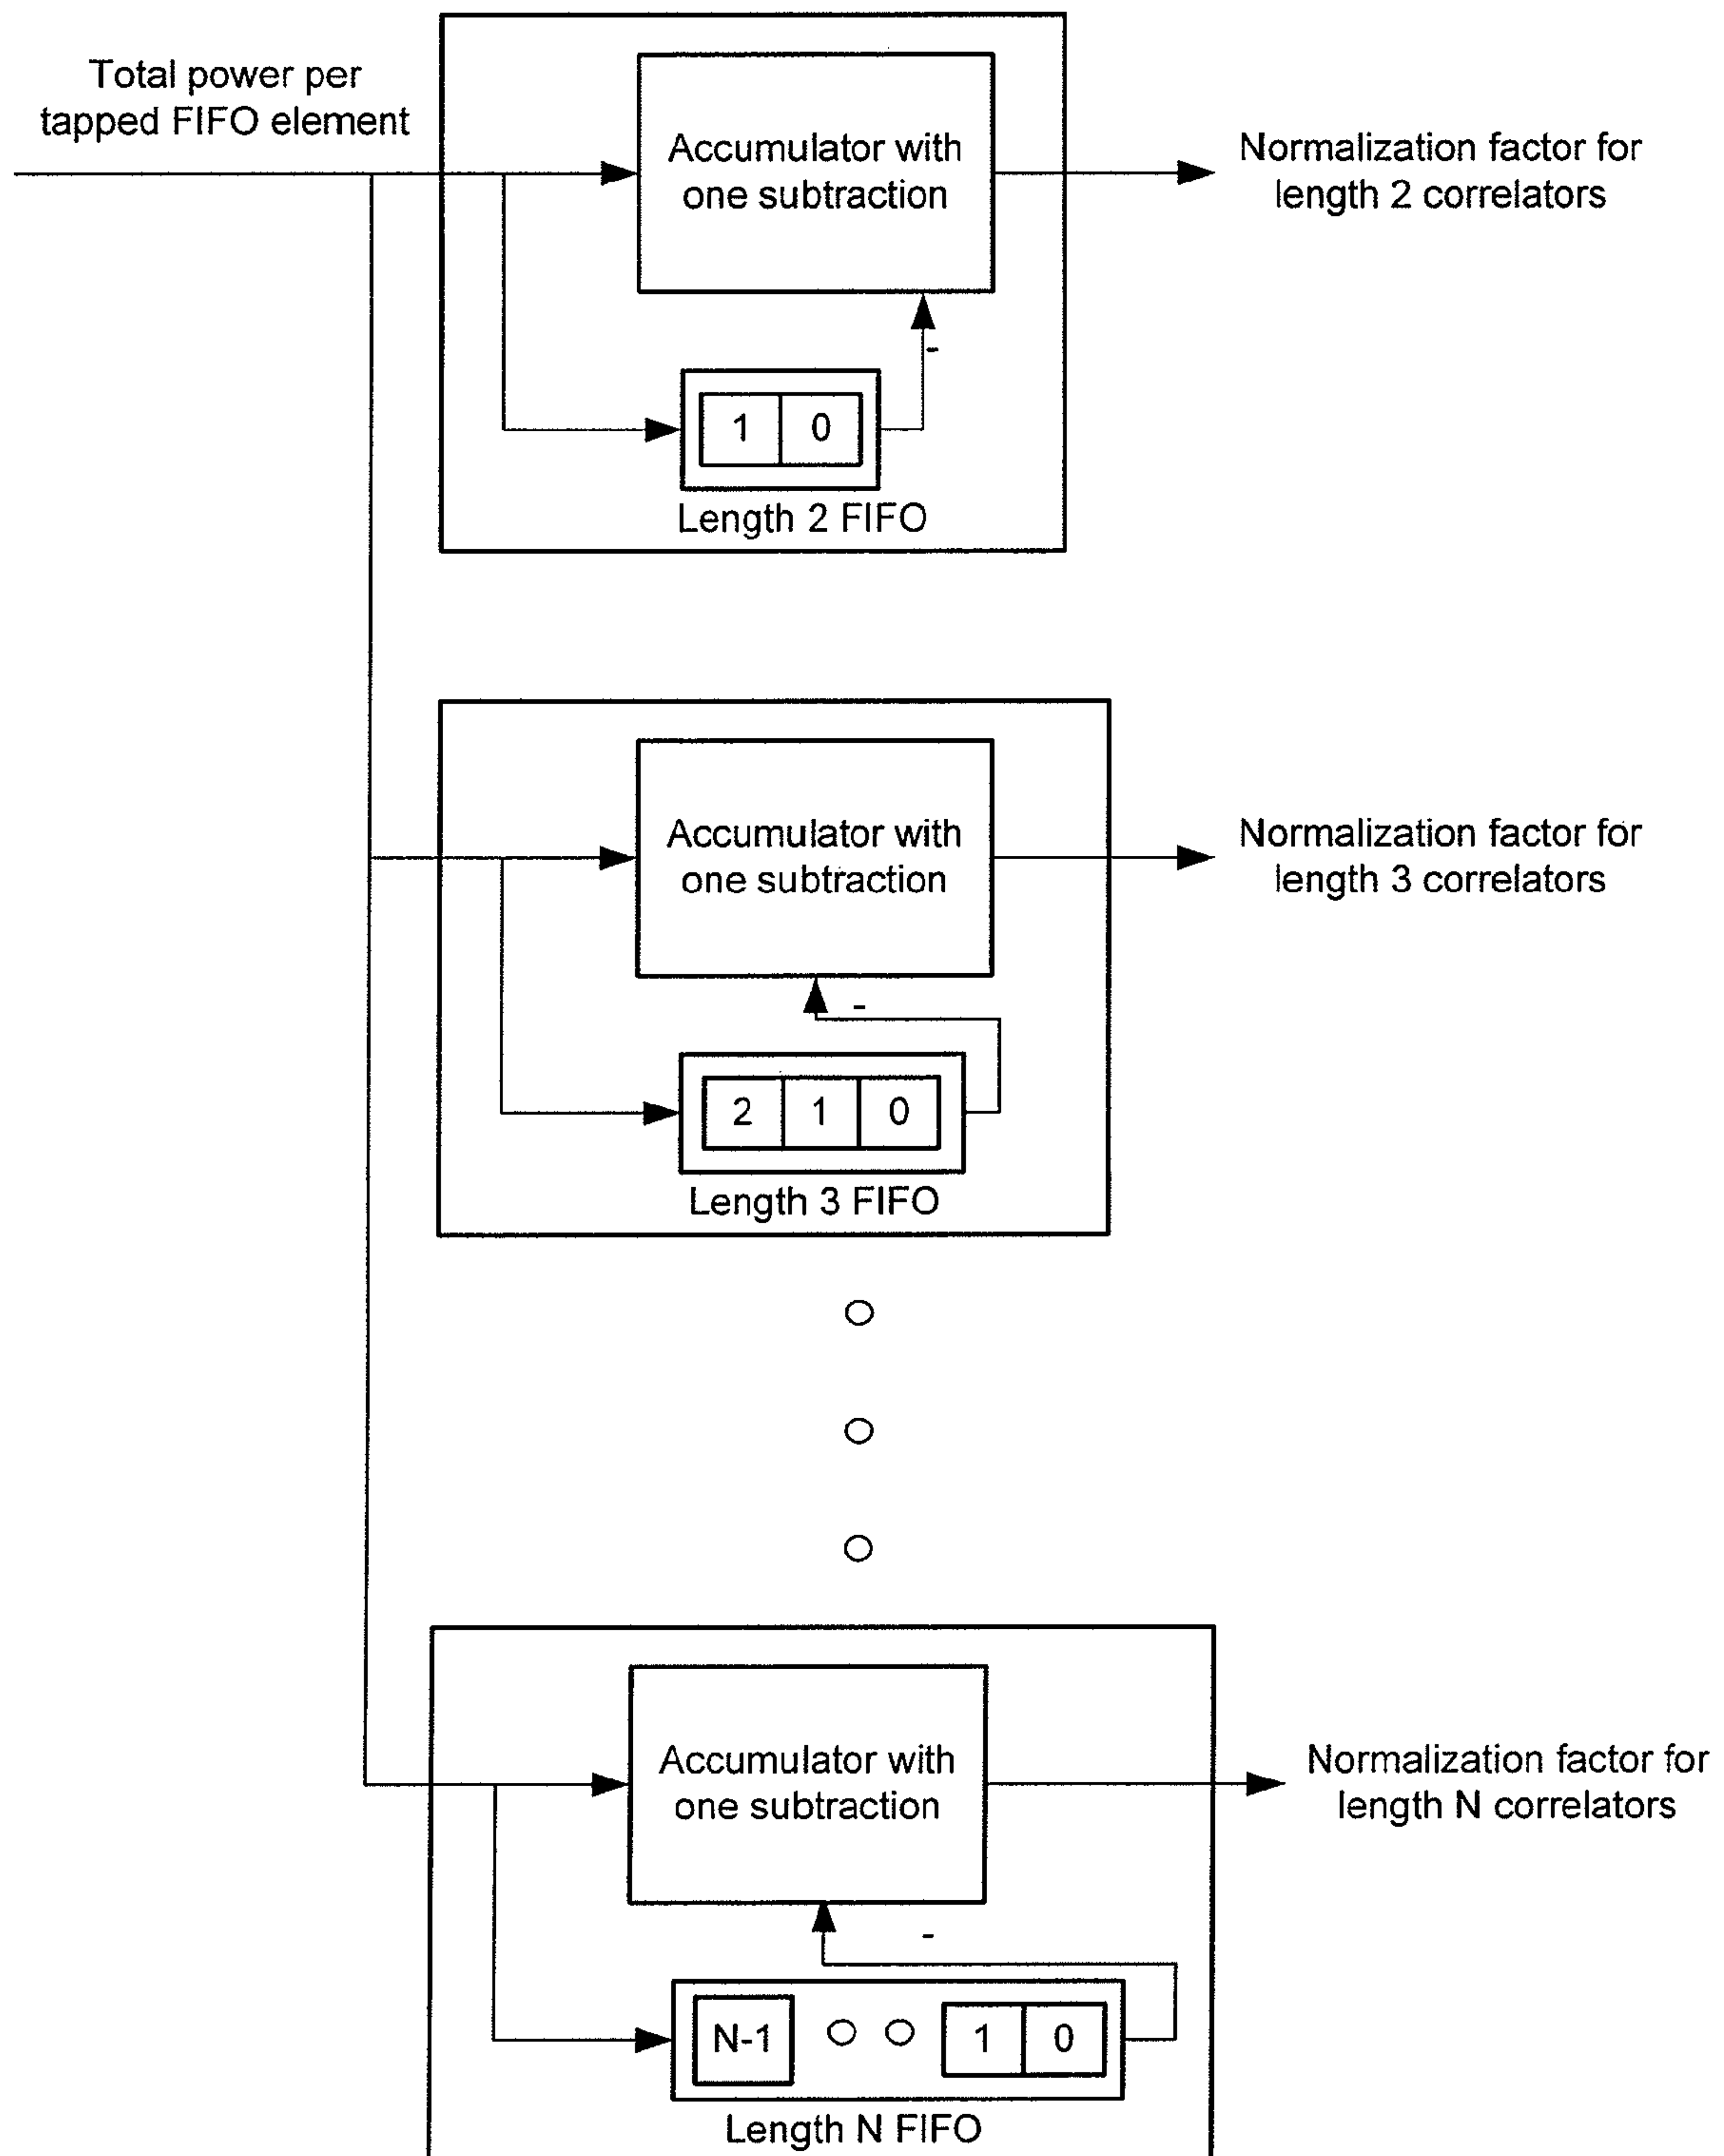 Total power per
tapped FIFO element
Accumulator with
one subtraction
Normalization factor for
length 2 correlators
-
1 0
Length 2 FIFO
Accumulator with
one subtraction
Normalization factor for
length 3 correlators
-
2 1 0
Length 3 FIFO
Accumulator with
one subtraction
Normalization factor for
length N correlators
-
N-1 1 0
Length N FIFO